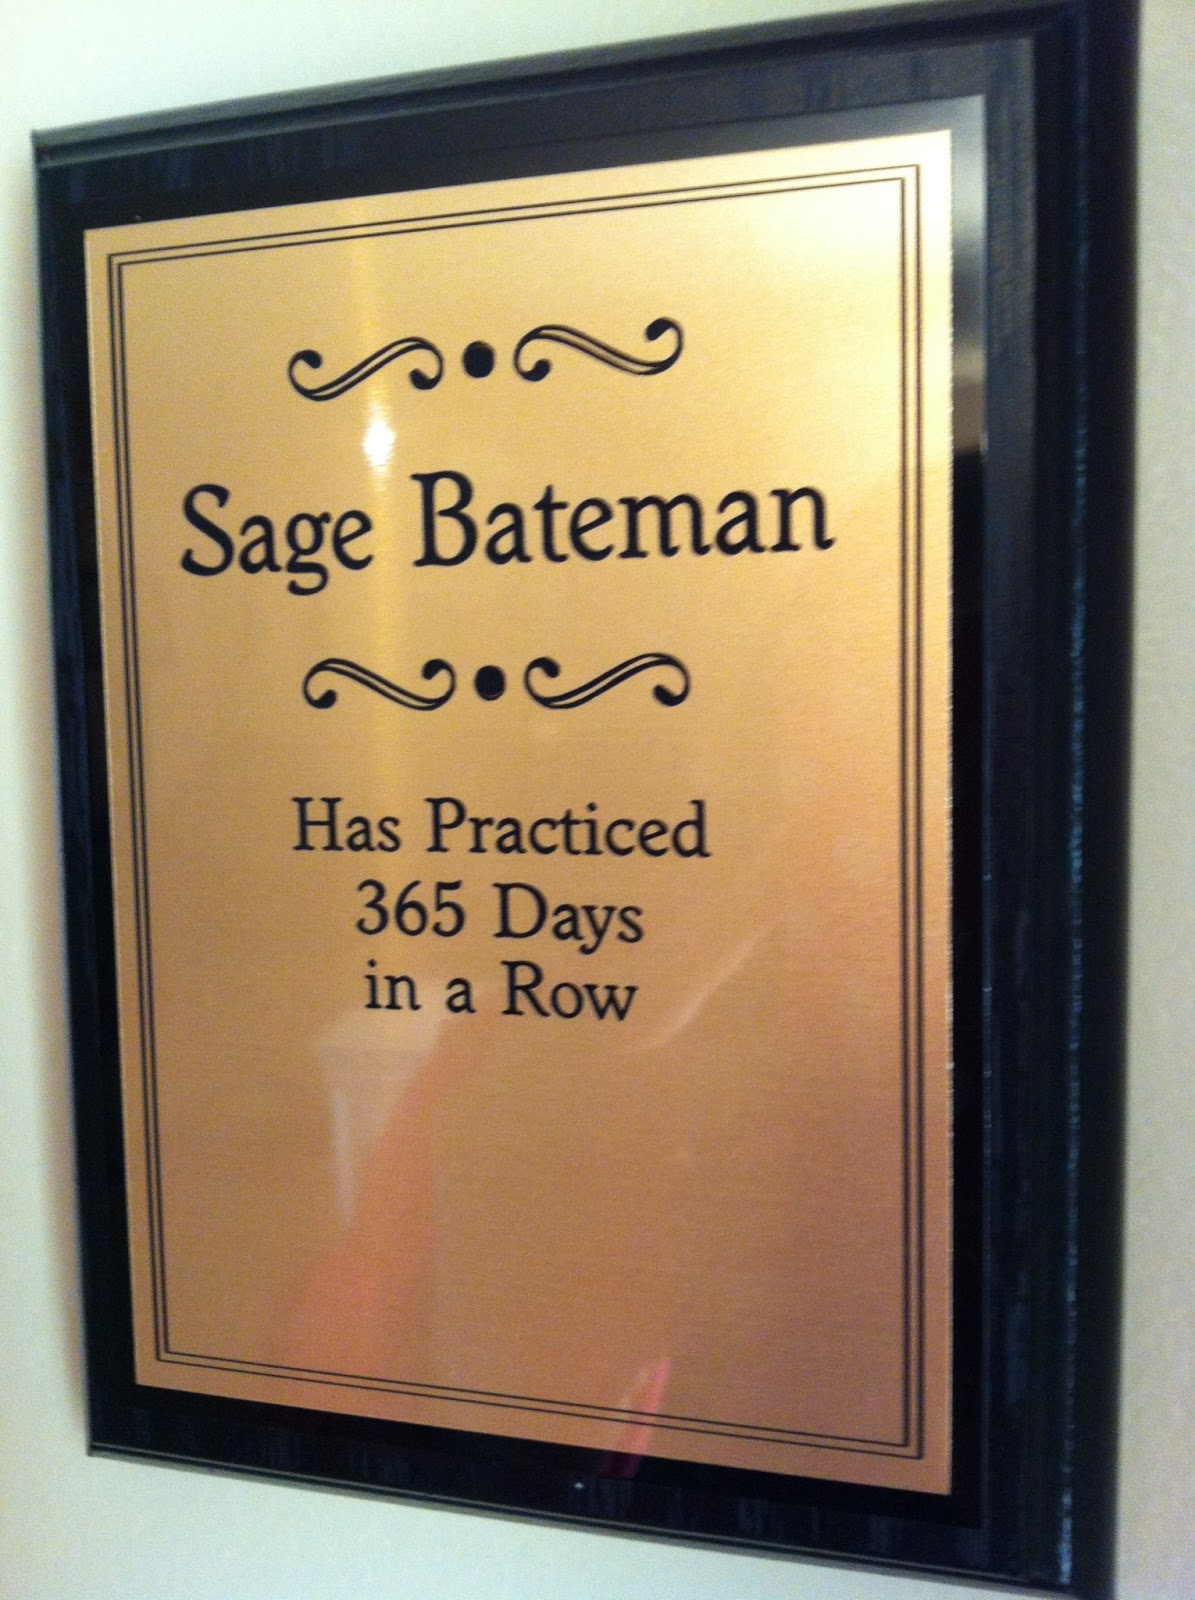 Sage Bateman
Has Practiced
365 Days
in a Row